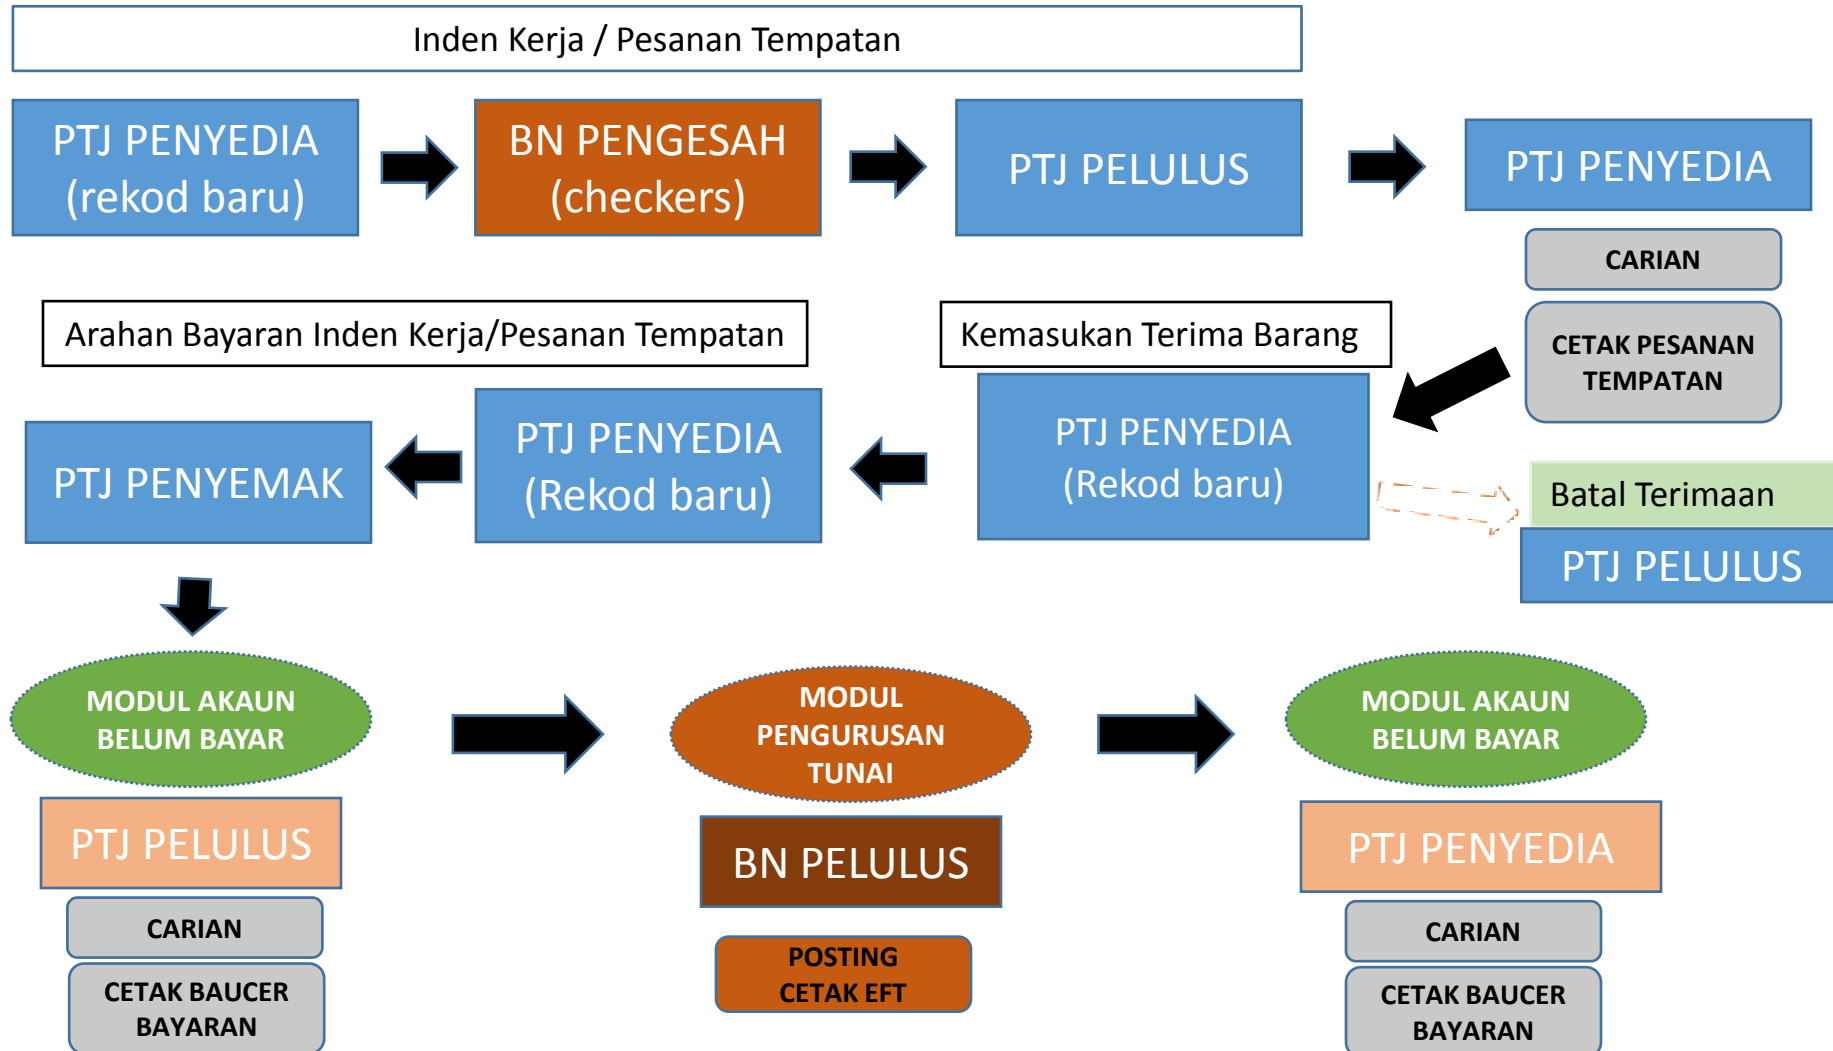 Inden Kerja / Pesanan Tempatan
PTJ PENYEDIA
(rekod baru)
BN PENGESAH
(checkers)
PTJ PELULUS
PTJ PENYEDIA
CARIAN
CETAK PESANAN
TEMPATAN
Kemasukan Terima Barang
PTJ PENYEDIA
(Rekod baru)
Batal Terimaan
PTJ PELULUS
Arahan Bayaran Inden Kerja/Pesanan Tempatan
PTJ PENYEDIA
(Rekod baru)
PTJ PENYEMAK
MODUL AKAUN
BELUM BAYAR
PTJ PELULUS
CARIAN
CETAK BAUCER
BAYARAN
MODUL
PENGURUSAN
TUNAI
BN PELULUS
POSTING
CETAK EFT
MODUL AKAUN
BELUM BAYAR
PTJ PENYEDIA
CARIAN
CETAK BAUCER
BAYARAN